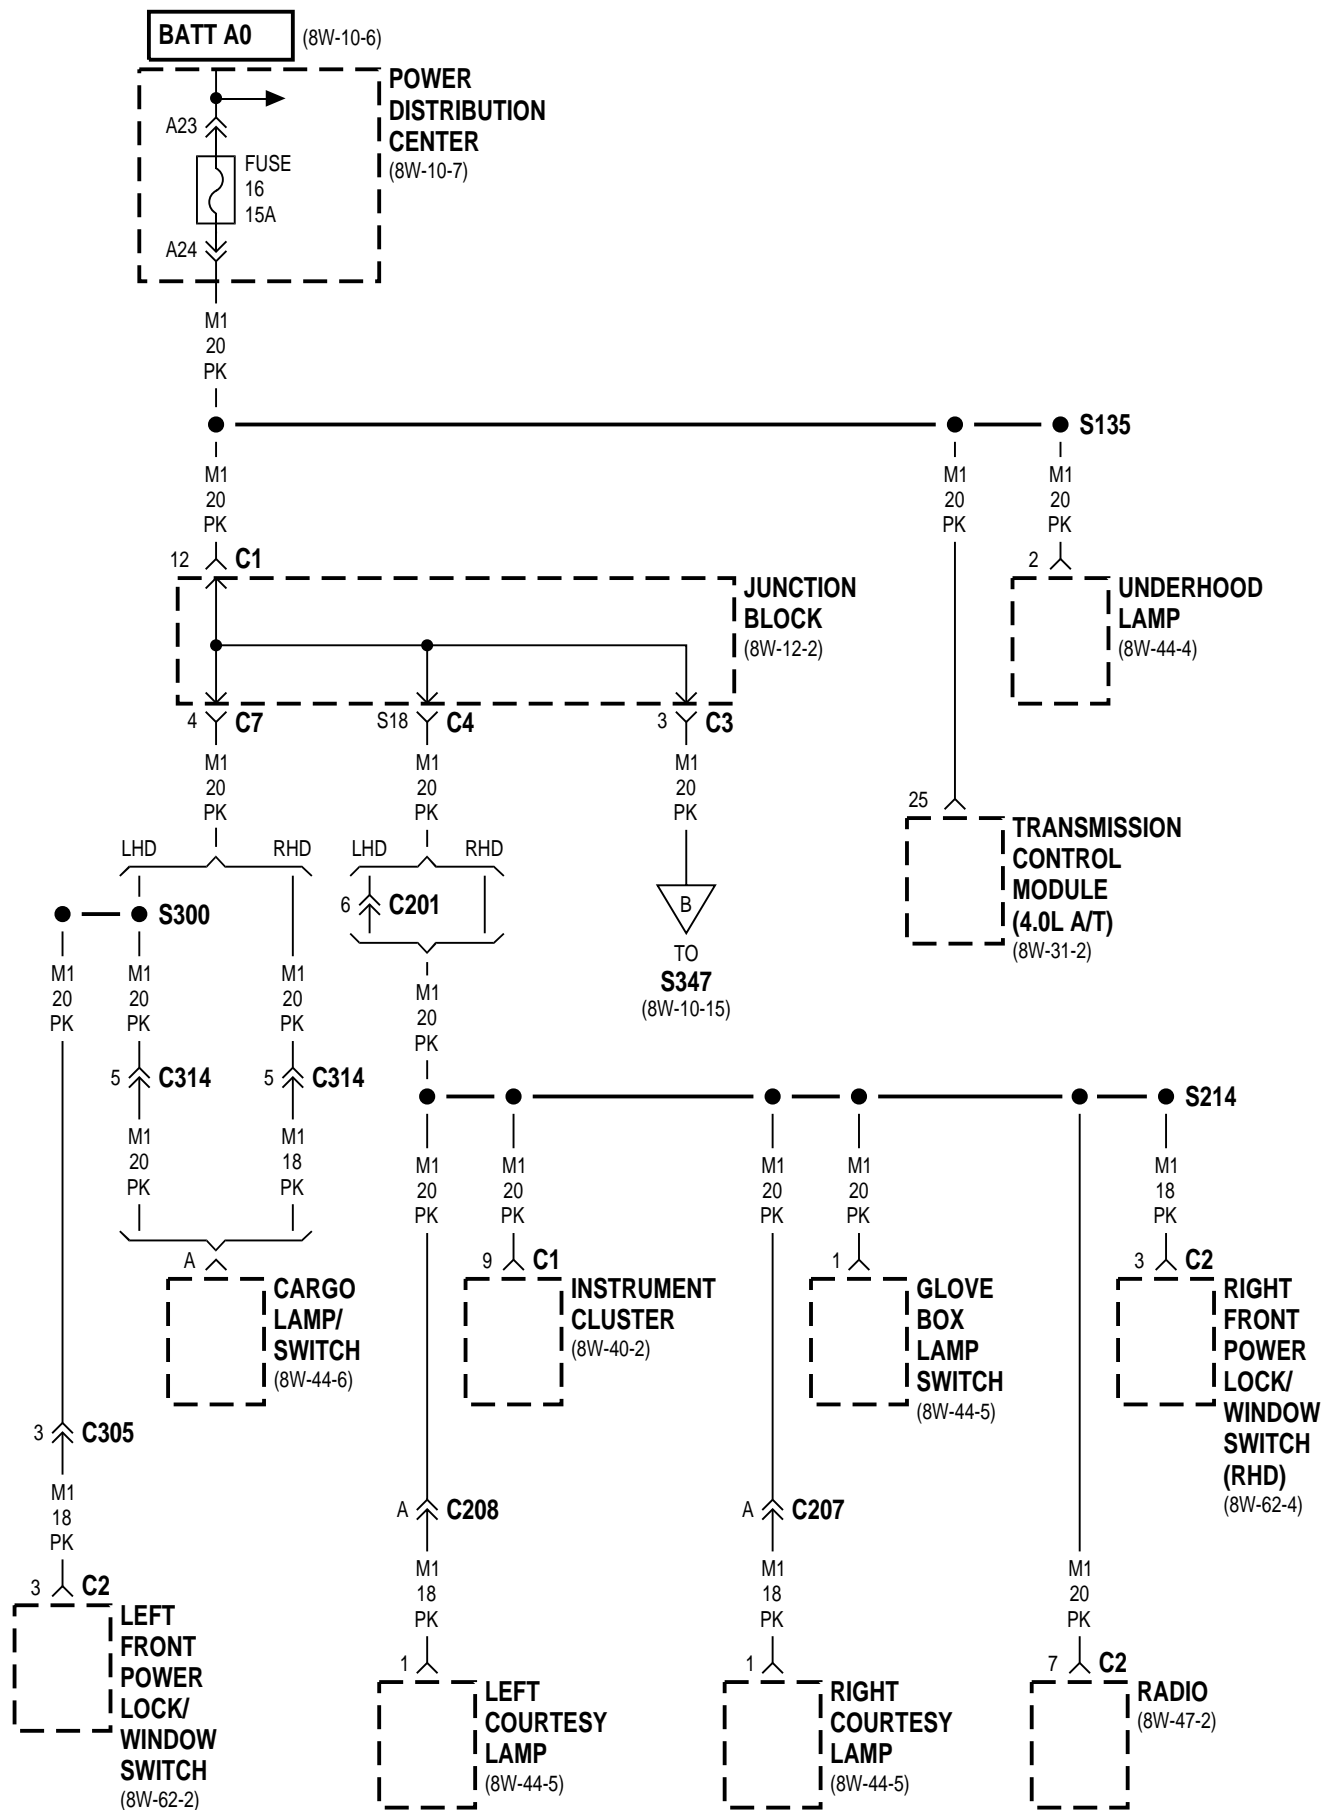 BATT A0 (8W-10-6)
POWER
DISTRIBUTION
CENTER
(8W-10-7)
A23
FUSE
16
15A
A24
M1
20
PK
S135
M1
20
PK
M1
20
PK
M1
20
PK
12 C1
2
JUNCTION
BLOCK
(8W-12-2)
UNDERHOOD
LAMP
(8W-44-4)
4 C7
S18 C4
3 C3
M1
20
PK
M1
20
PK
M1
20
PK
25
TRANSMISSION
CONTROL
MODULE
(4.0L A/T)
(8W-31-2)
LHD RHD
LHD RHD
6 C201
B
TO
S347
(8W-10-15)
S300
M1
20
PK
M1
20
PK
M1
20
PK
M1
20
PK
5 C314
5 C314
S214
M1
20
PK
M1
18
PK
M1
20
PK
M1
20
PK
M1
20
PK
M1
20
PK
M1
18
PK
A
CARGO
LAMP/
SWITCH
(8W-44-6)
9 C1
INSTRUMENT
CLUSTER
(8W-40-2)
1
GLOVE
BOX
LAMP
SWITCH
(8W-44-5)
3 C2
RIGHT
FRONT
POWER
LOCK/
WINDOW
SWITCH
(RHD)
(8W-62-4)
3 C305
M1
18
PK
A C208
A C207
M1
18
PK
M1
18
PK
M1
20
PK
3 C2
LEFT
FRONT
POWER
LOCK/
WINDOW
SWITCH
(8W-62-2)
1
LEFT
COURTESY
LAMP
(8W-44-5)
1
RIGHT
COURTESY
LAMP
(8W-44-5)
7 C2
RADIO
(8W-47-2)